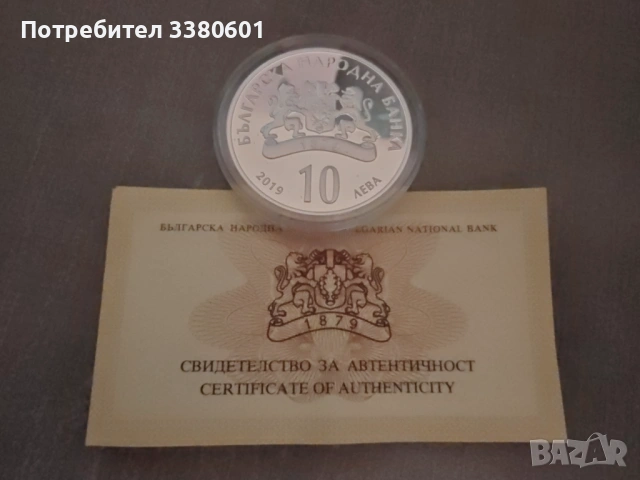 Потребител 3380601
БЪЛГАРСКА НАРОДНА БАНКА
10
2019
ЛЕВА
БЪЛГАРСКА НАРОДНА
GARIAN NATIONAL BANK
1879
СВИДЕТЕЛСТВО ЗА АВТЕНТИЧНОСТ
CERTIFICATE OF AUTHENTICITY
BAZAR